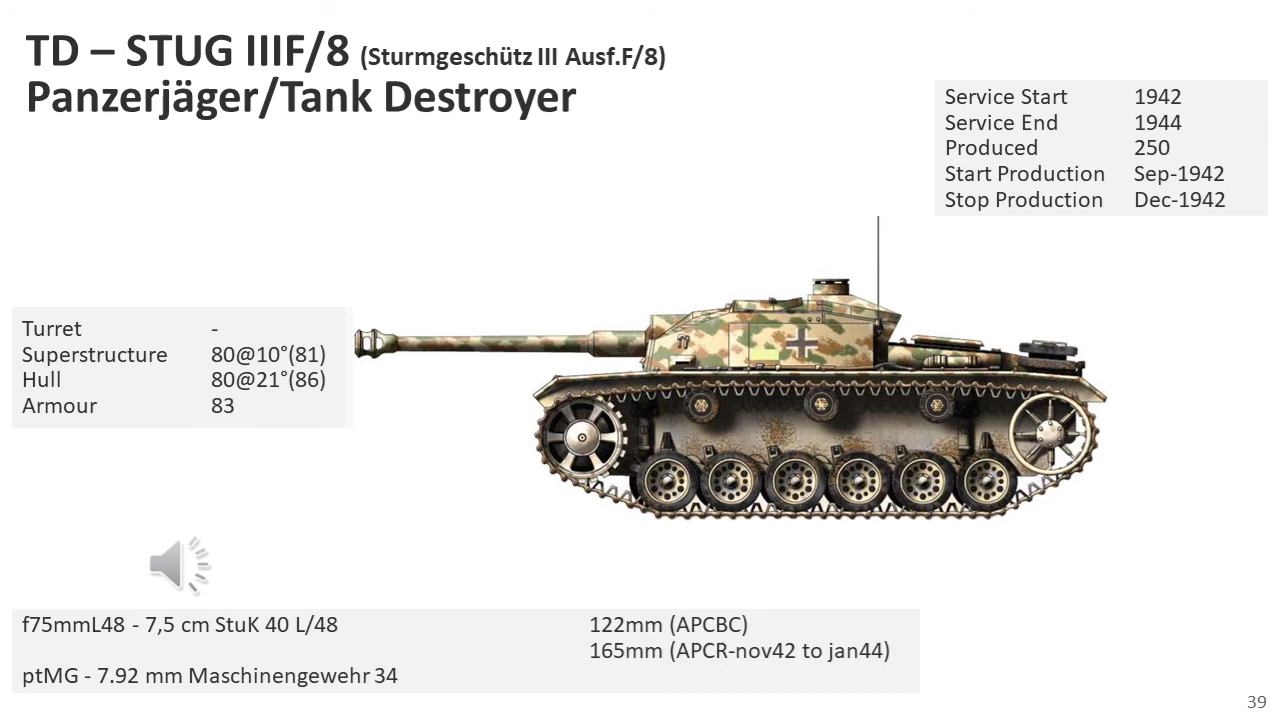 TD – STUG IIIF/8 (Sturmgeschütz III Ausf.F/8)
Panzerjäger/Tank Destroyer
Service Start 1942
Service End 1944
Produced 250
Start Production Sep-1942
Stop Production Dec-1942
Turret -
Superstructure 80@10°(81)
Hull 80@21°(86)
Armour 83
f75mmL48 - 7,5 cm StuK 40 L/48 122mm (APCBC)
165mm (APCR-nov42 to jan44)
ptMG - 7.92 mm Maschinengewehr 34
39